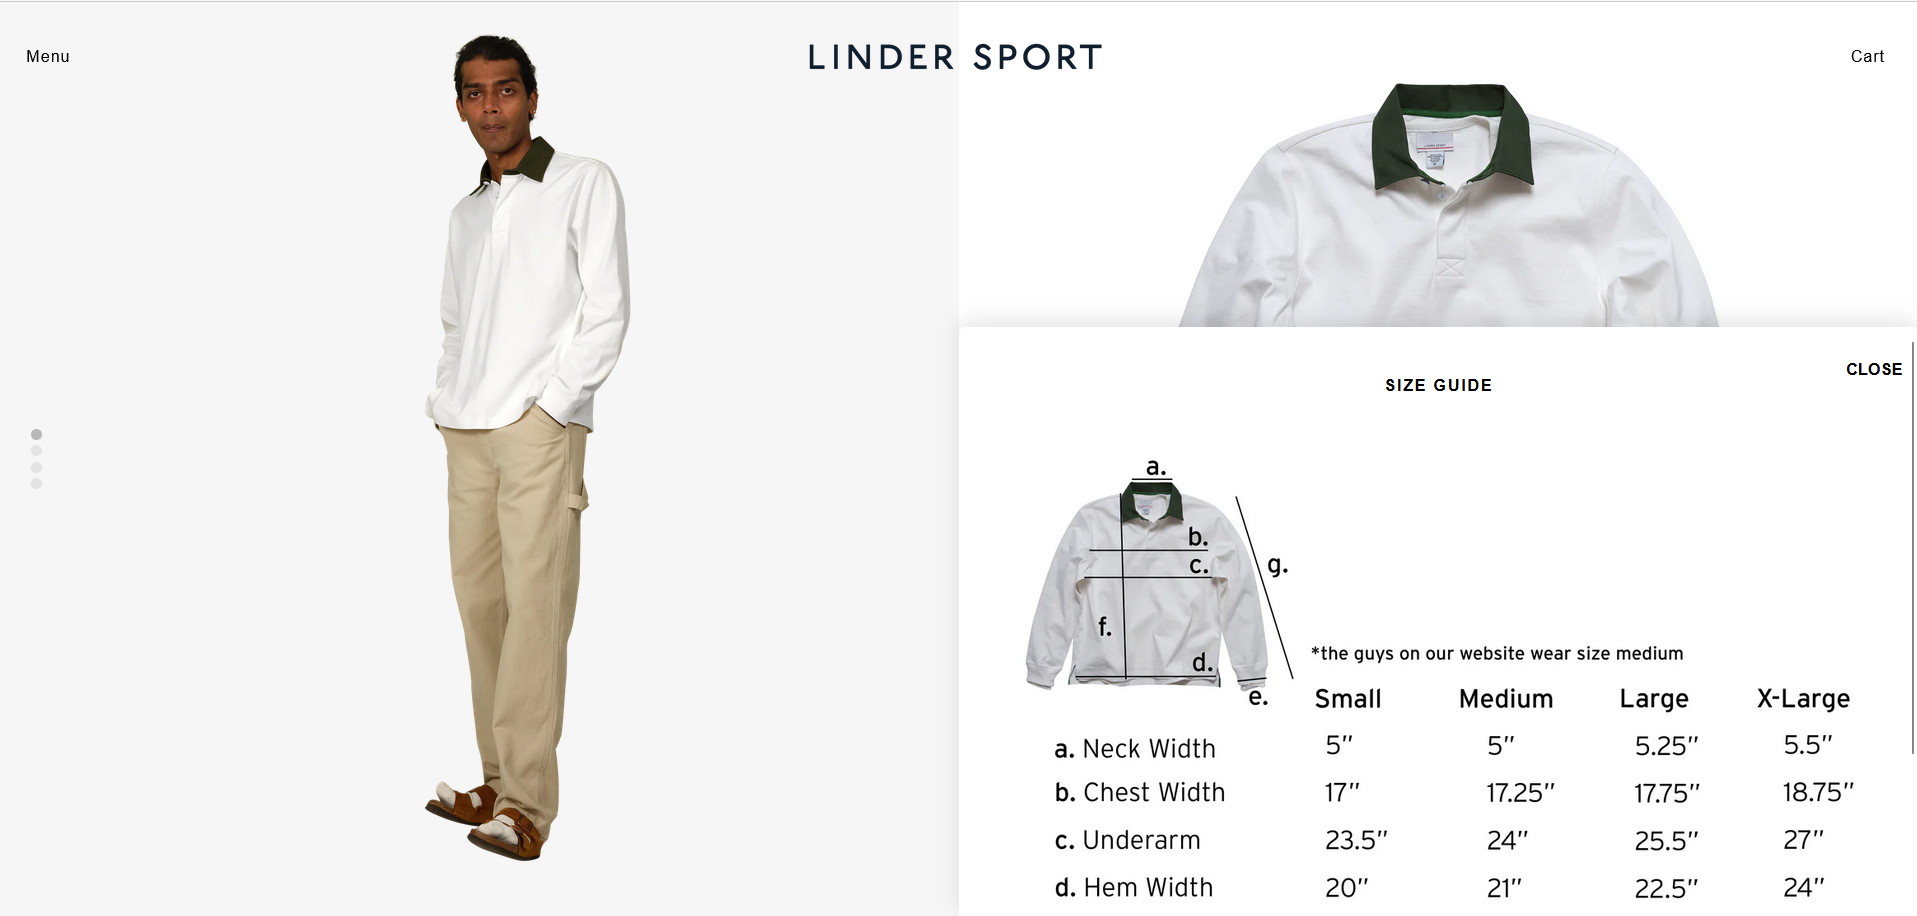 Menu
LINDER SPORT
Cart
LINDER SPORT
CLOSE
SIZE GUIDE
a.
b.
c.
g.
f.
d.
e.
*the guys on our website wear size medium
Small Medium Large X-Large
a. Neck Width 5" 5" 5.25" 5.5"
b. Chest Width 17" 17.25" 17.75" 18.75"
c. Underarm 23.5" 24" 25.5" 27"
d. Hem Width 20" 21" 22.5" 24"